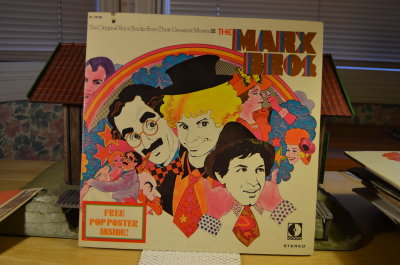 The Original Voice Tracks From Their Greatest Movies
THE
MARX
BROS.
FREE
POP POSTER
INSIDE!
STEREO